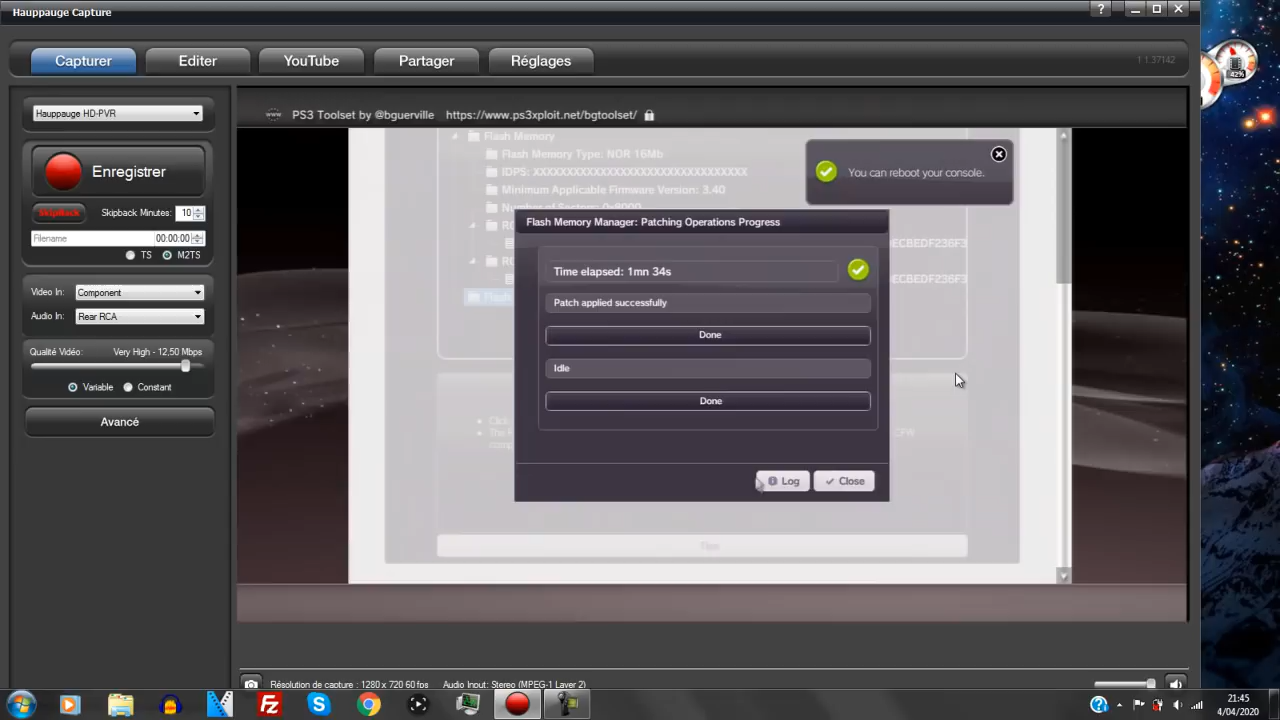 Hauppauge Capture
?
Capturer
Editer
YouTube
Partager
Réglages
1.1.37142
42%
Hauppauge HD-PVR
PS3 Toolset by @bguerville https://www.ps3xploit.net/bgtoolset/
Enregistrer
SkipBack
Skipback Minutes: 10
Filename 00:00:00
TS M2TS
Video In: Component
Audio In: Rear RCA
Qualité Vidéo: Very High - 12,50 Mbps
Variable Constant
Avancé
Flash Memory
Flash Memory Type: NOR 16Mb
IDPS: XXXXXXXXXXXXXXXXXXXXXXXXXXXXXXXX
Minimum Applicable Firmware Version: 3.40
You can reboot your console.
Flash Memory Manager: Patching Operations Progress
Time elapsed: 1mn 34s
Patch applied successfully
Done
Idle
Done
Log
Close
Résolution de capture : 1280 x 720 60 fps
Audio Input: Stereo (MPEG-1 Layer 2)
21:45
4/04/2020